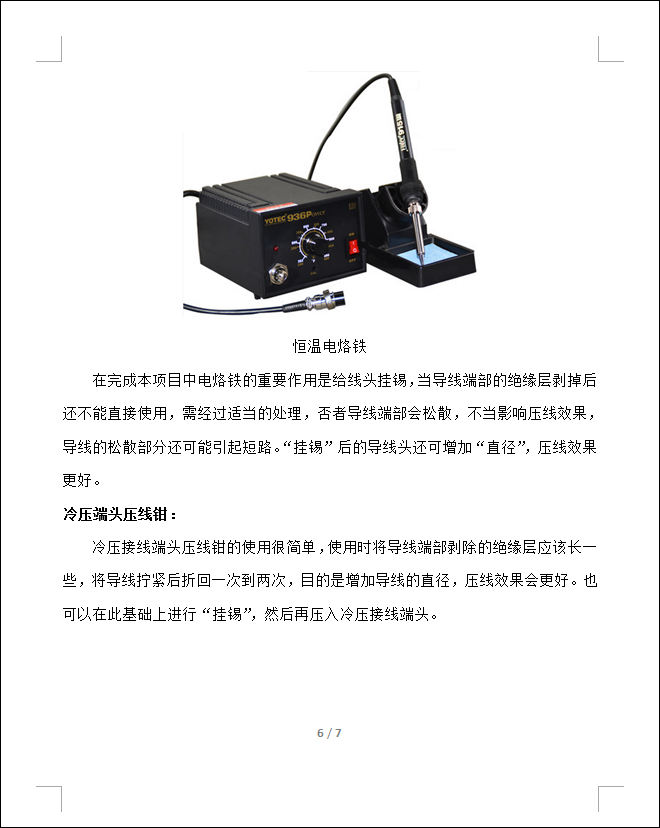 YOTEC 936P
恒温电烙铁
在完成本项目中电烙铁的重要作用是给线头挂锡，当导线端部的绝缘层剥掉后
还不能直接使用，需经过适当的处理，否者导线端部会松散，不当影响压线效果，
导线的松散部分还可能引起短路。“挂锡”后的导线头还可增加“直径”，压线效果
更好。
冷压端头压线钳：
冷压接线端头压线钳的使用很简单，使用时将导线端部剥除的绝缘层应该长一
些，将导线拧紧后折回一次到两次，目的是增加导线的直径，压线效果会更好。也
可以在此基础上进行“挂锡”，然后再压入冷压接线端头。
6 / 7